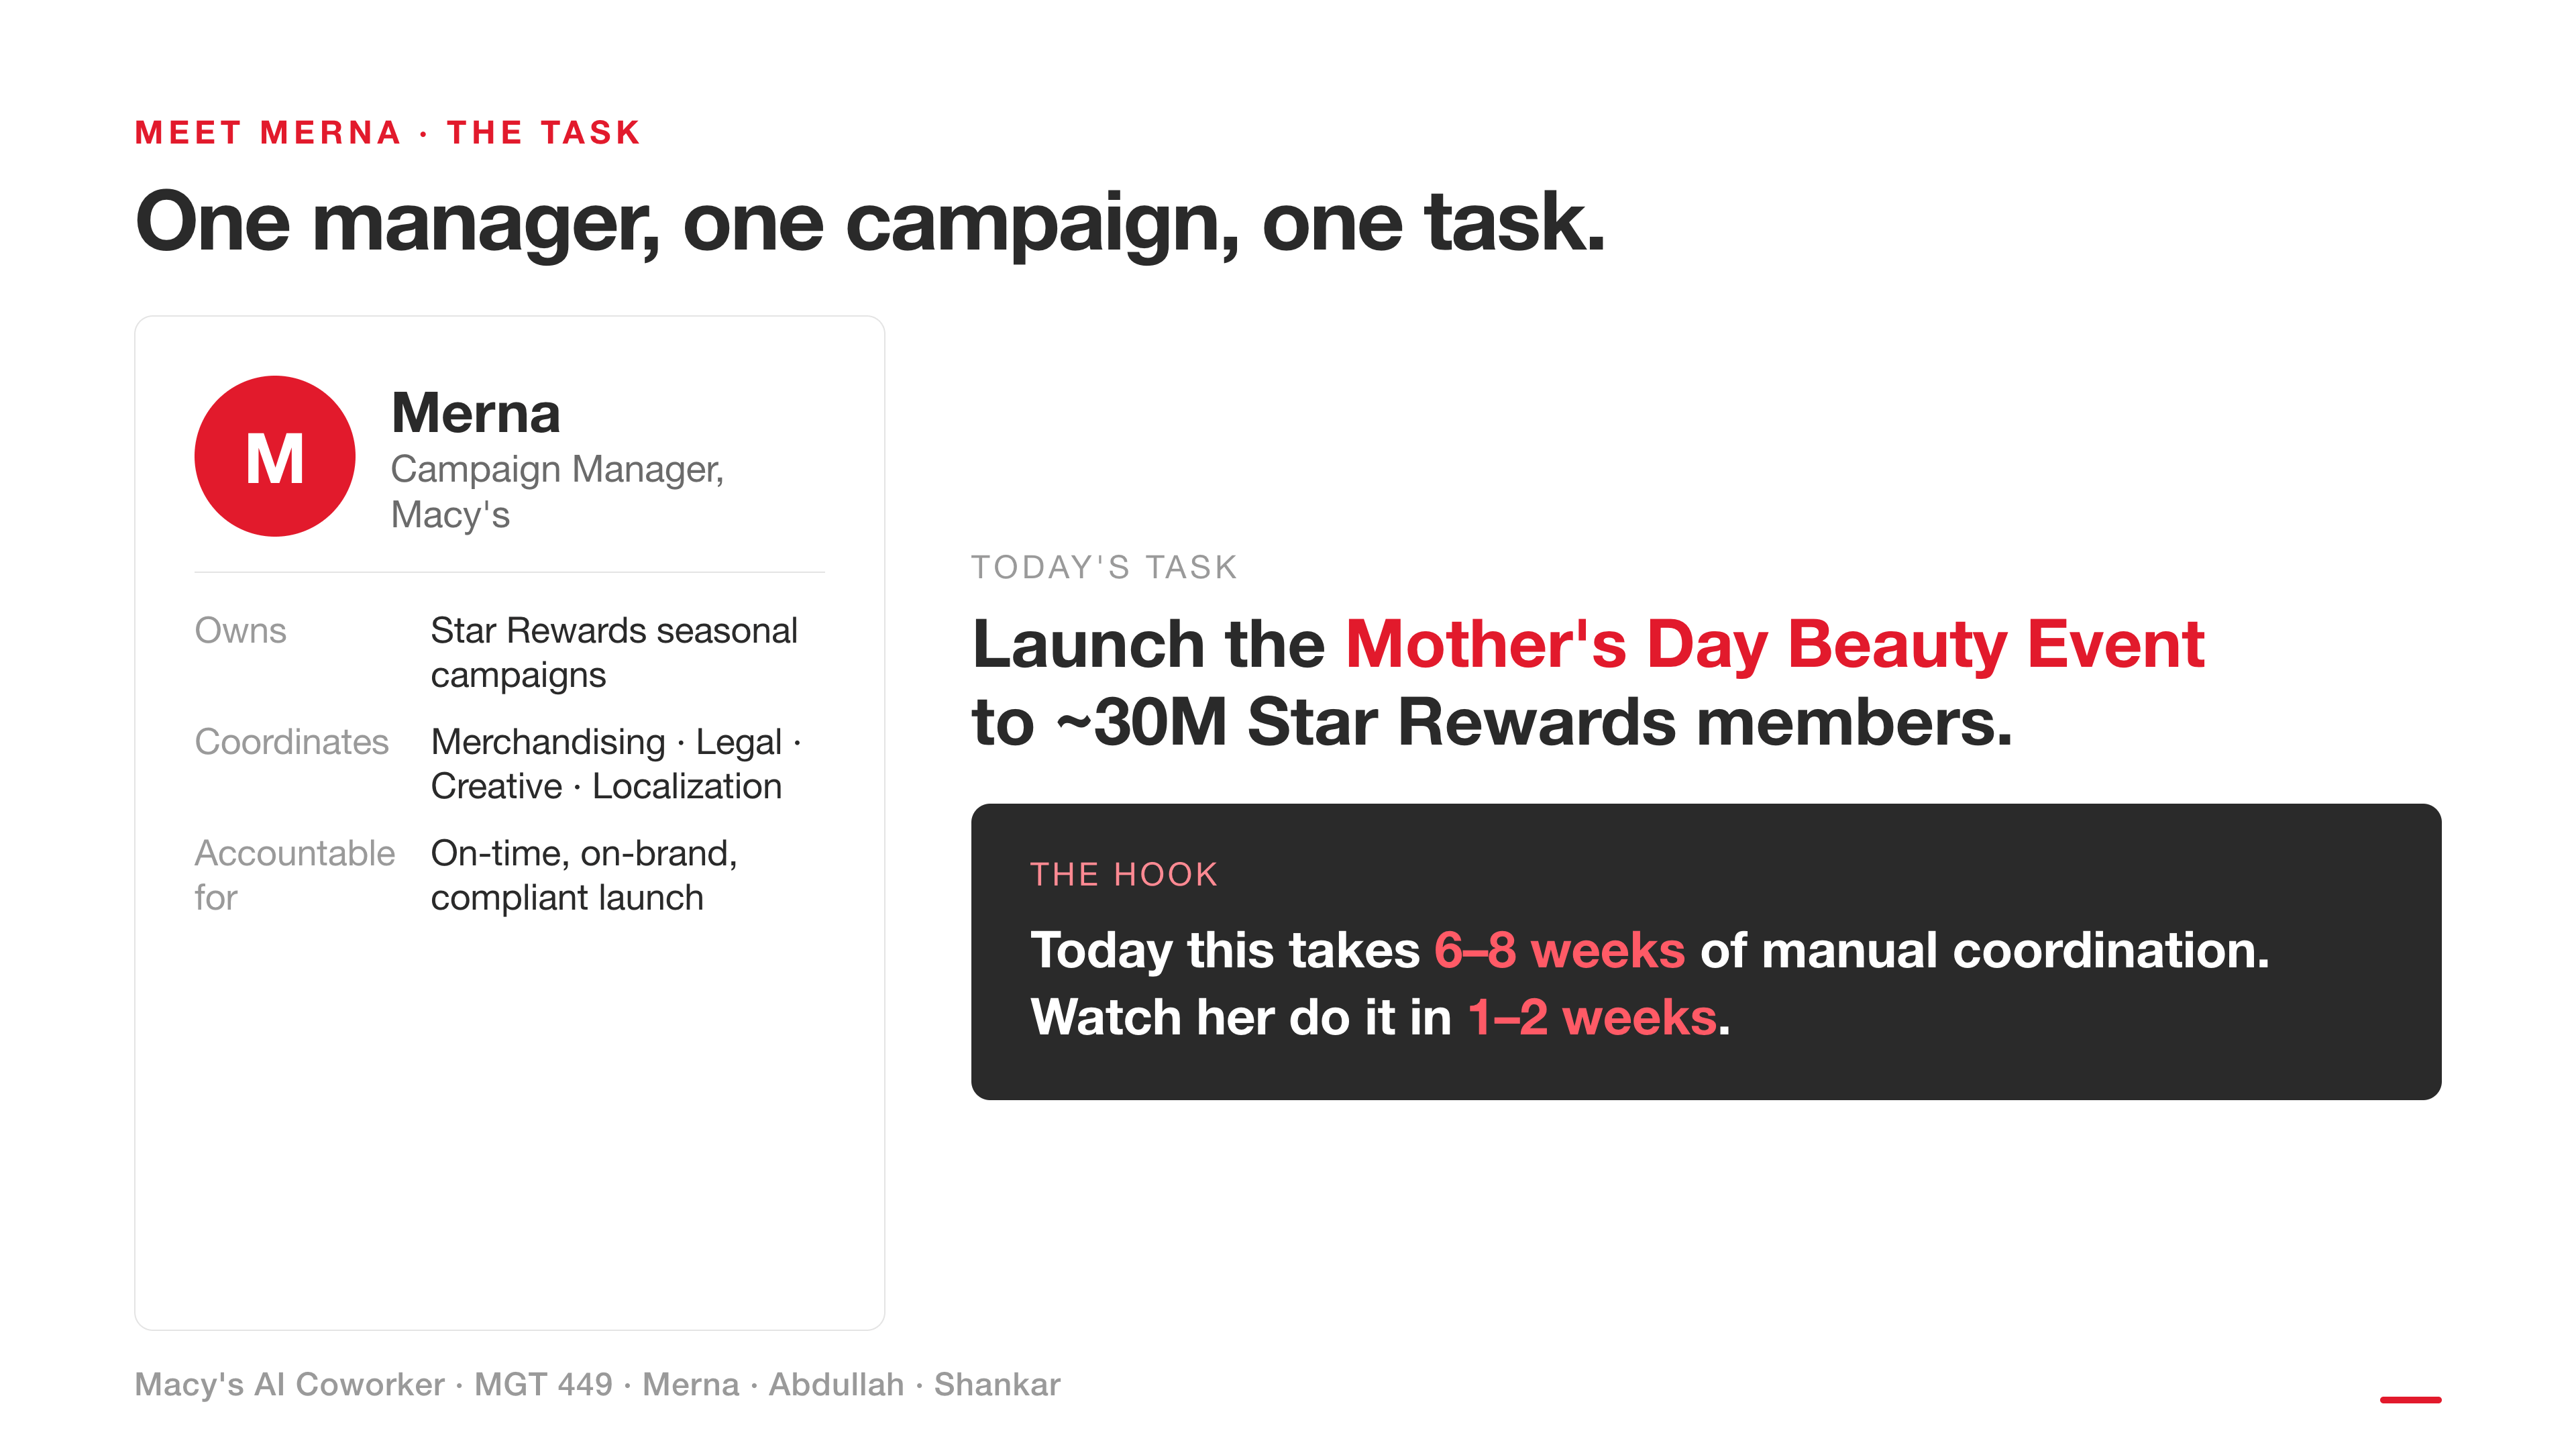 MEET MERNA · THE TASK
One manager, one campaign, one task.
M
Merna
Campaign Manager,
Macy's
Owns
Star Rewards seasonal
campaigns
Coordinates
Merchandising · Legal ·
Creative · Localization
Accountable
for
On-time, on-brand,
compliant launch
TODAY'S TASK
Launch the Mother's Day Beauty Event
to ~30M Star Rewards members.
THE HOOK
Today this takes 6–8 weeks of manual coordination.
Watch her do it in 1–2 weeks.
Macy's AI Coworker · MGT 449 · Merna · Abdullah · Shankar